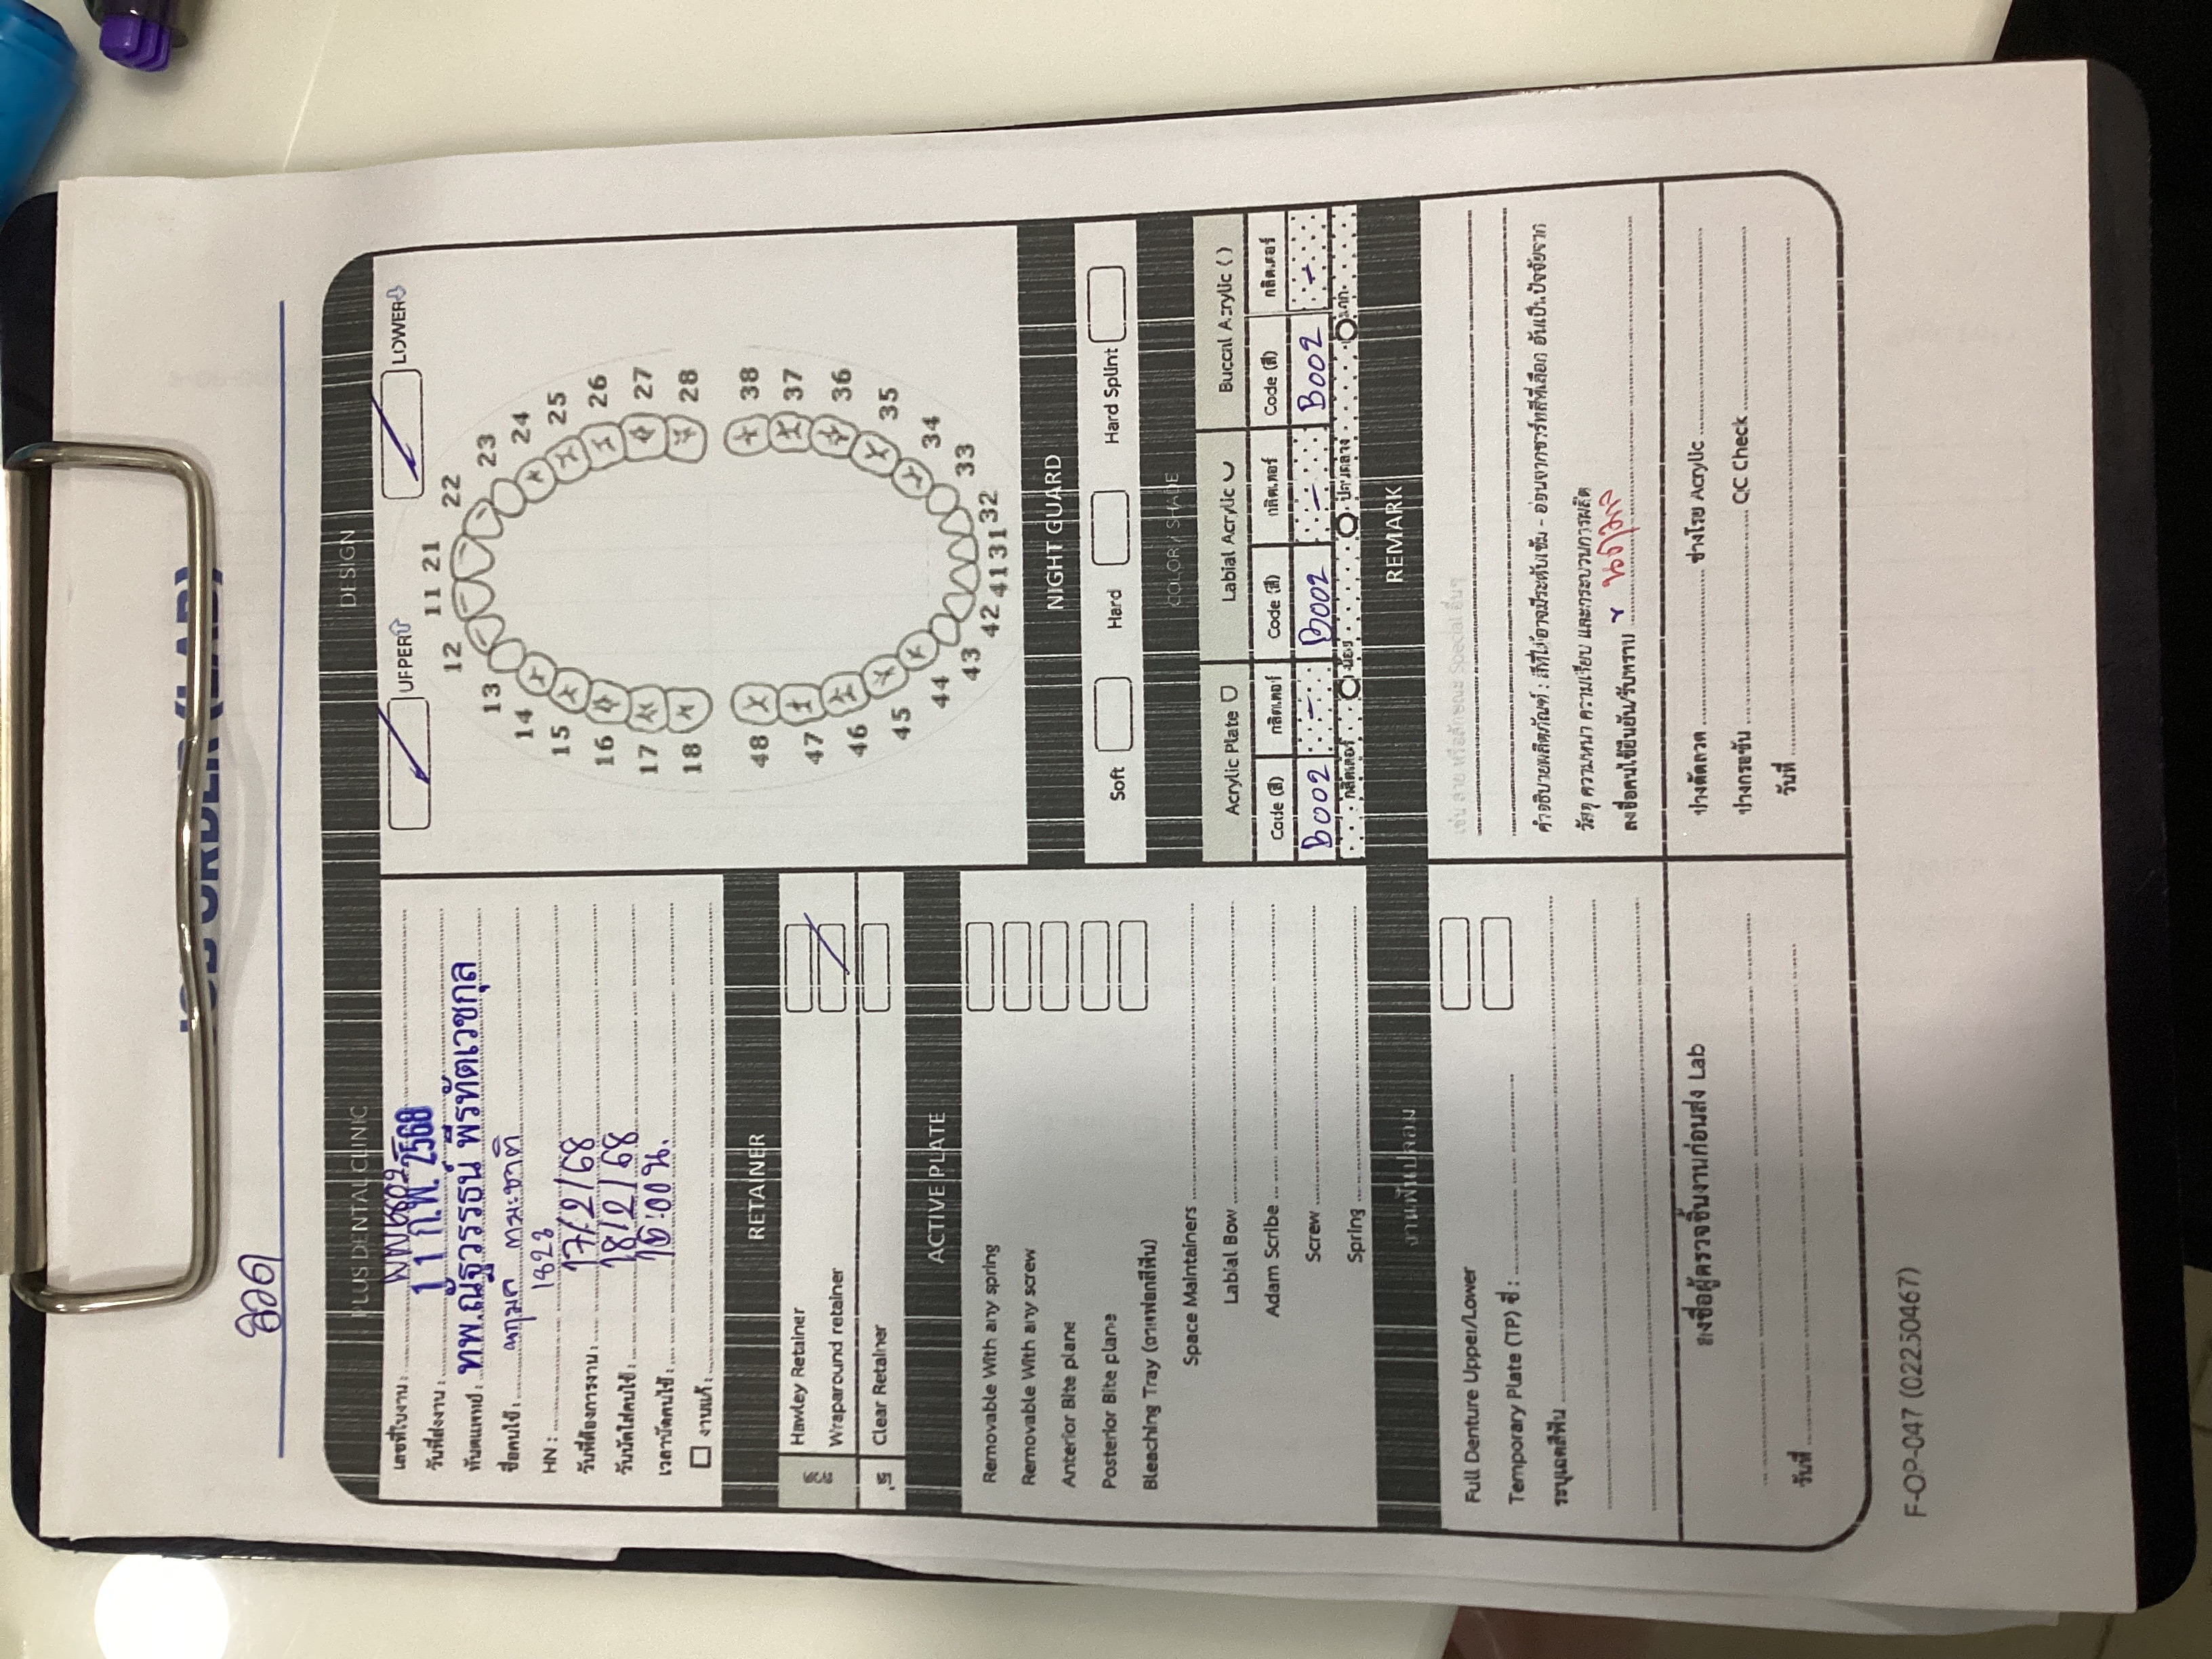 JOB ORDER (LAB)
ลวด
PLUS DENTAL CLINIC
เลขที่ใบงาน :
วันที่ส่งงาน : 11 ก.พ. 2568
ทันตแพทย์ : ทพ.ณัฐวรรธน์ พีรทัตเวชกุล
ชื่อคนไข้ : นฤมล
HN : 1823
วันที่ต้องการงาน : 17/2/68
วันนัดใส่คนไข้ : 18/2/68
เวลานัดคนไข้ : 16:00 น.
งานแก้ :
DESIGN
UPPER
LOWER
11 21
12 22
13 23
14 24
15 25
16 26
17 27
18 28
48 38
47 37
46 36
45 35
44 34
43 33
42 41 31 32
RETAINER
ลวด
Hawley Retainer
Wraparound retainer
ใส
Clear Retainer
ACTIVE PLATE
Removable With any spring
Removable With any screw
Anterior Bite plane
Posterior Bite plane
Bleaching Tray (ถาดฟอกสีฟัน)
Space Maintainers
Labial Bow
Adam Scribe
Screw
Spring
NIGHT GUARD
Soft Hard Hard Splint
COLOR / SHADE
Acrylic Plate Labial Acrylic Buccal Acrylic ( )
Code (สี) กลิตเตอร์ Code (สี) กลิตเตอร์ Code (สี) กลิตเตอร์
B002 - B002 - B002 -
กลิตเตอร์ น้อย ปานกลาง มาก
งานฟันปลอม
Full Denture Upper/Lower
Temporary Plate (TP) ซี่ :
ระบุเฉดสีฟัน
REMARK
เช่น ลาย หรือลักษณะ Special อื่นๆ
คำอธิบายผลิตภัณฑ์ : สีที่ได้อาจมีระดับเข้ม - อ่อนจากชาร์ทสีที่เลือก อันเป็นปัจจัยจาก
วัสดุ ความหนา ความเรียบ และกระบวนการผลิต
ลงชื่อคนไข้ยืนยัน/รับทราบ นฤมล
ลงชื่อผู้ตรวจชิ้นงานก่อนส่ง Lab
วันที่
ช่างดัดลวด ช่างโรย Acrylic
ช่างกรอขัน QC Check
วันที่
F-OP-047 (02250467)